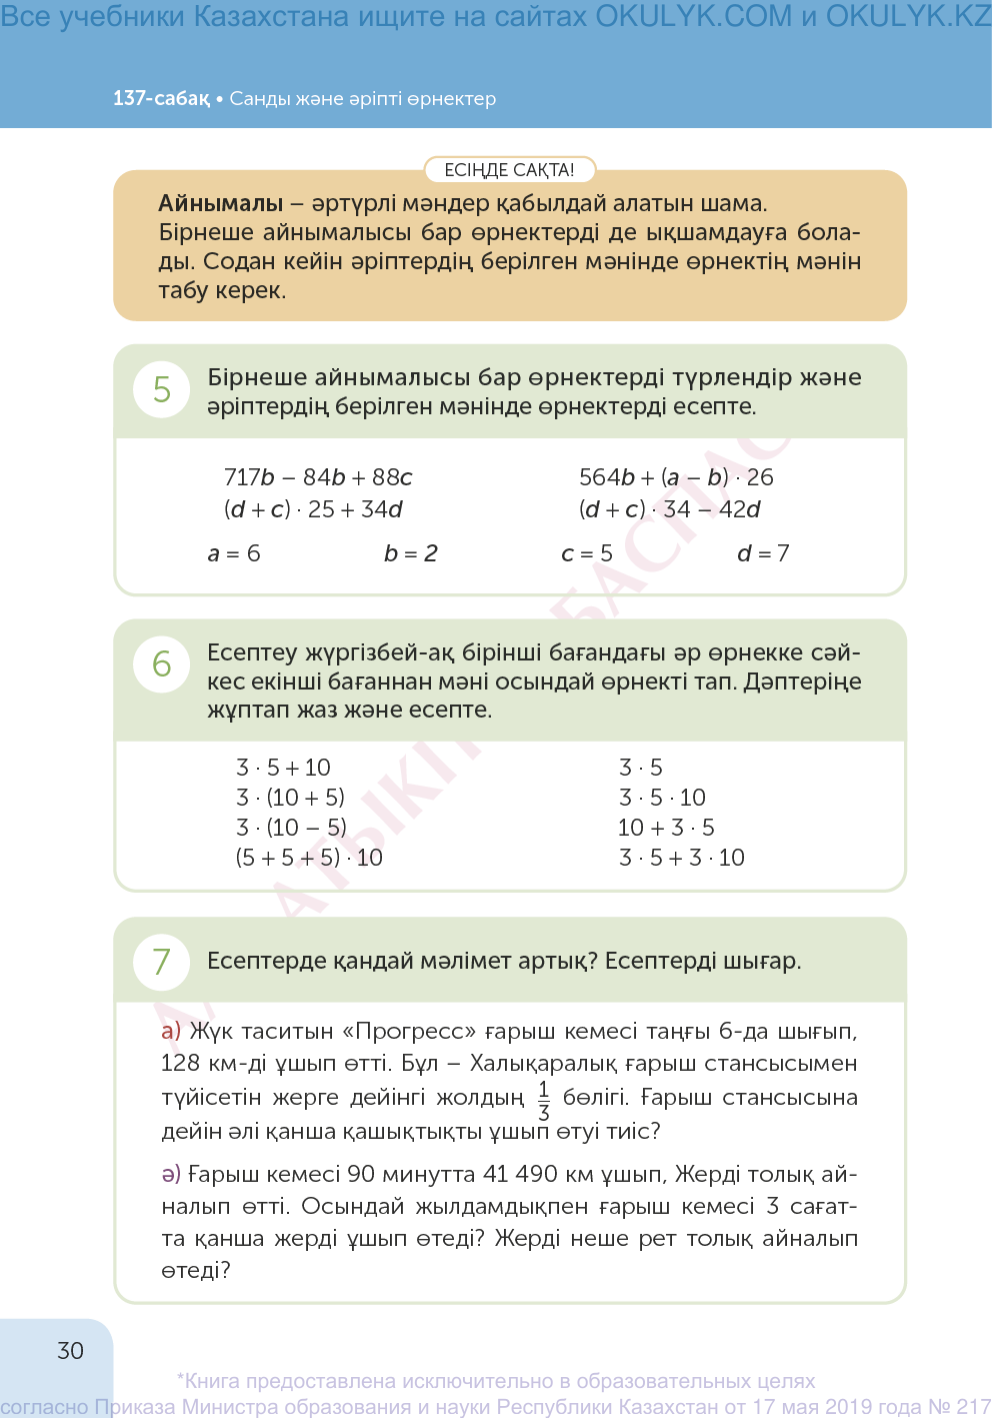 Все учебники Казахстана ищите на сайтах OKULYK.COM и OKULYK.KZ
137-сабақ • Санды және әріпті өрнектер
ЕСІҢДЕ САҚТА!
Айнымалы – әртүрлі мәндер қабылдай алатын шама.
Бірнеше айнымалысы бар өрнектерді де ықшамдауға бола-
ды. Содан кейін әріптердің берілген мәнінде өрнектің мәнін
табу керек.
5
Бірнеше айнымалысы бар өрнектерді түрлендір және
әріптердің берілген мәнінде өрнектерді есепте.
717b – 84b + 88c
564b + (a – b) · 26
(d + c) · 25 + 34d
(d + c) · 34 – 42d
a = 6 b = 2 c = 5 d = 7
6
Есептеу жүргізбей-ақ бірінші бағандағы әр өрнекке сәй-
кес екінші бағаннан мәні осындай өрнекті тап. Дәптеріңе
жұптап жаз және есепте.
3 · 5 + 10
3 · (10 + 5)
3 · (10 – 5)
(5 + 5 + 5) · 10
3 · 5
3 · 5 · 10
10 + 3 · 5
3 · 5 + 3 · 10
7
Есептерде қандай мәлімет артық? Есептерді шығар.
а) Жүк таситын «Прогресс» ғарыш кемесі таңғы 6-да шығып,
128 км-ді ұшып өтті. Бұл – Халықаралық ғарыш стансысымен
түйісетін жерге дейінгі жолдың 1/3 бөлігі. Ғарыш стансысына
дейін әлі қанша қашықтықты ұшып өтуі тиіс?
ә) Ғарыш кемесі 90 минутта 41 490 км ұшып, Жерді толық ай-
налып өтті. Осындай жылдамдықпен ғарыш кемесі 3 сағат-
та қанша жерді ұшып өтеді? Жерді неше рет толық айналып
өтеді?
30
*Книга предоставлена исключительно в образовательных целях
согласно Приказа Министра образования и науки Республики Казахстан от 17 мая 2019 года № 217